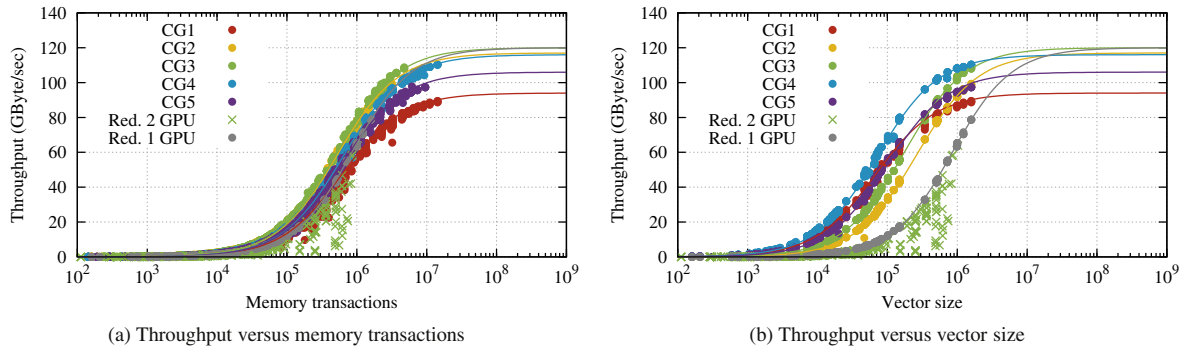 140
120
100
80
60
40
20
0
Throughput (GByte/sec)
CG1
CG2
CG3
CG4
CG5
Red. 2 GPU
Red. 1 GPU
10^2 10^3 10^4 10^5 10^6 10^7 10^8 10^9
Memory transactions
(a) Throughput versus memory transactions
140
120
100
80
60
40
20
0
Throughput (GByte/sec)
CG1
CG2
CG3
CG4
CG5
Red. 2 GPU
Red. 1 GPU
10^2 10^3 10^4 10^5 10^6 10^7 10^8 10^9
Vector size
(b) Throughput versus vector size